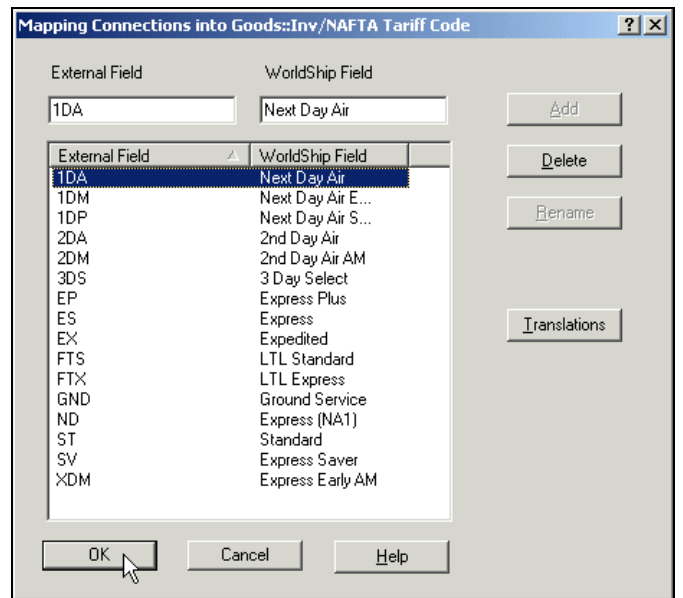 Mapping Connections into Goods::Inv/NAFTA Tariff Code
External Field WorldShip Field
1DA Next Day Air Add
External Field WorldShip Field
Delete
1DA Next Day Air
1DM Next Day Air E...
1DP Next Day Air S... Rename
2DA 2nd Day Air
2DM 2nd Day Air AM
3DS 3 Day Select
EP Express Plus
ES Express Translations
EX Expedited
FTS LTL Standard
FTX LTL Express
GND Ground Service
ND Express (NA1)
ST Standard
SV Express Saver
XDM Express Early AM
OK Cancel Help